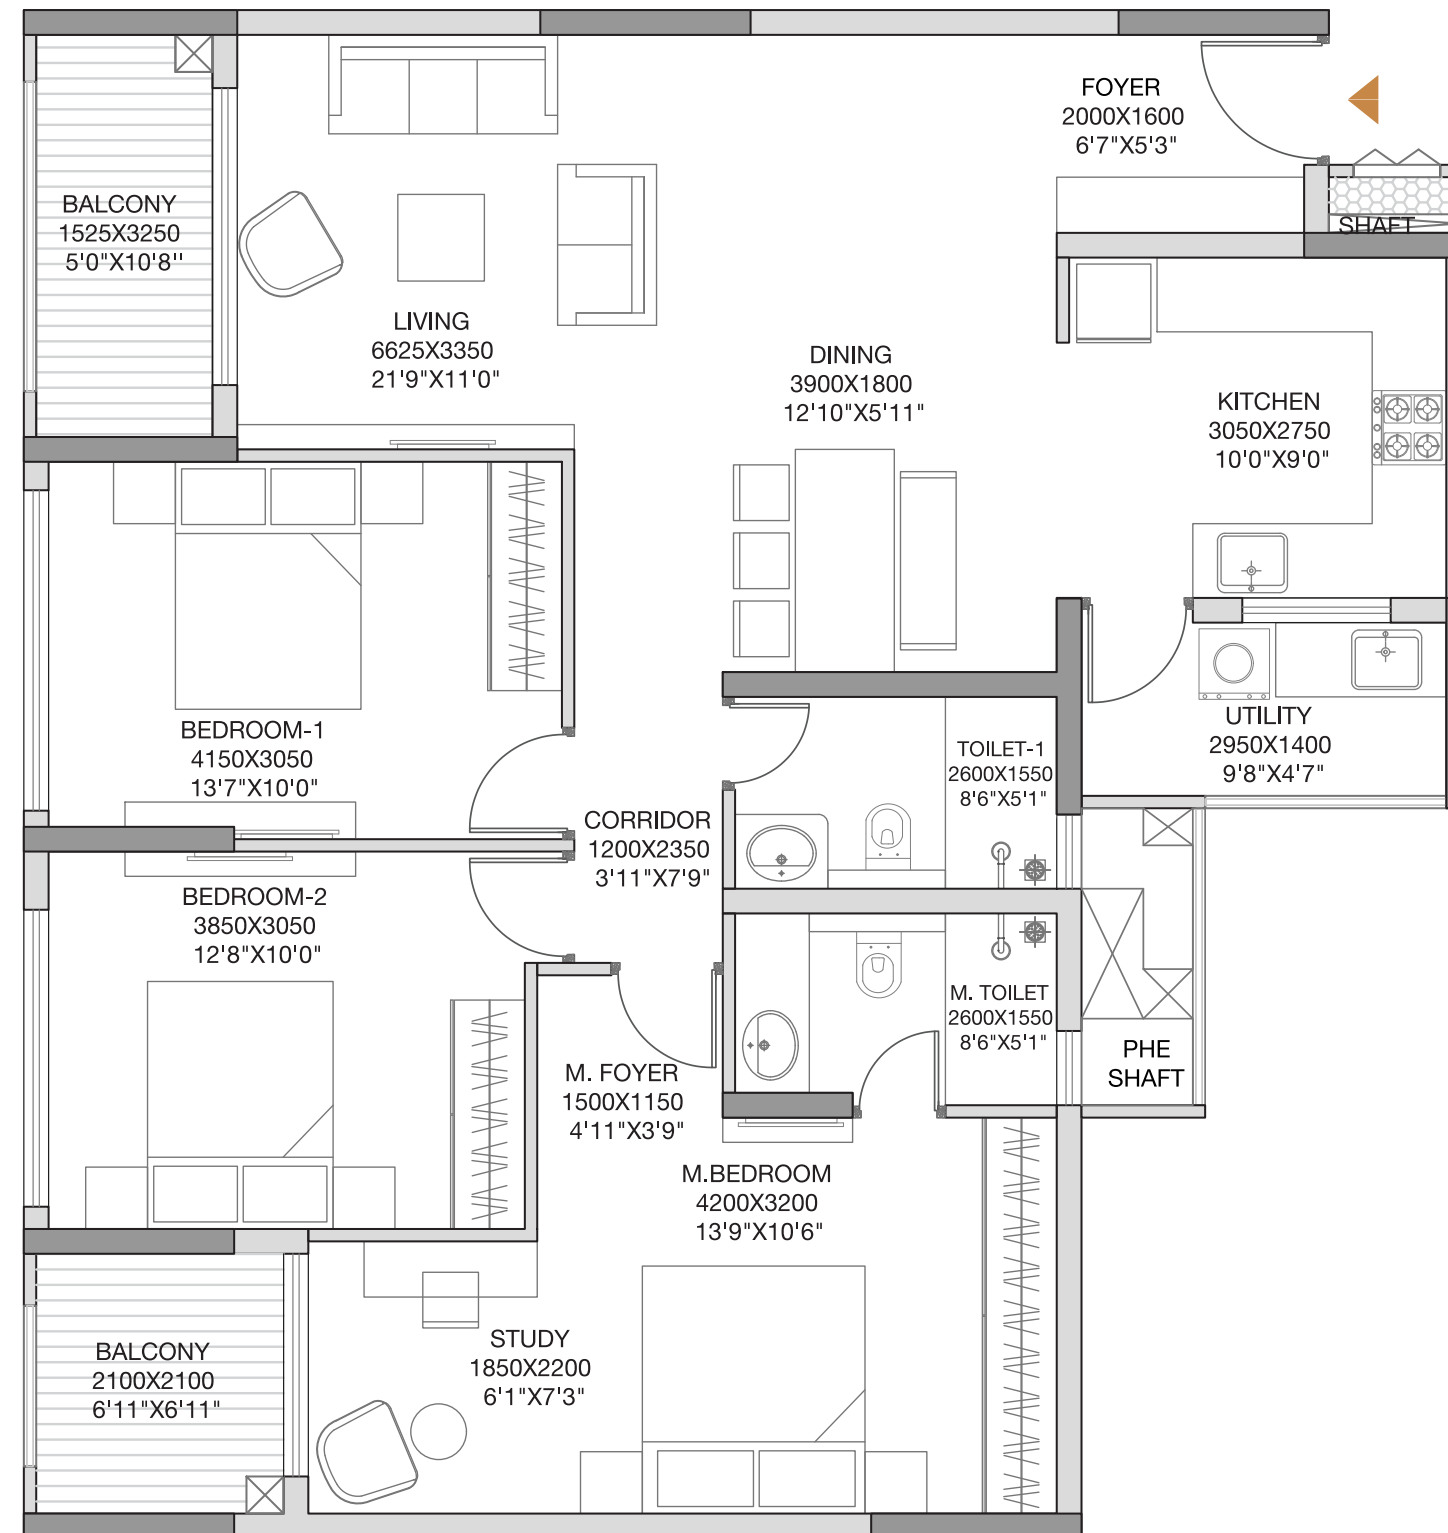 FOYER
2000X1600
6'7"X5'3"
SHAFT
BALCONY
1525X3250
5'0"X10'8"
LIVING
6625X3350
21'9"X11'0"
DINING
3900X1800
12'10"X5'11"
KITCHEN
3050X2750
10'0"X9'0"
BEDROOM-1
4150X3050
13'7"X10'0"
UTILITY
2950X1400
9'8"X4'7"
TOILET-1
2600X1550
8'6"X5'1"
CORRIDOR
1200X2350
3'11"X7'9"
BEDROOM-2
3850X3050
12'8"X10'0"
M. TOILET
2600X1550
8'6"X5'1"
PHE
SHAFT
M. FOYER
1500X1150
4'11"X3'9"
M.BEDROOM
4200X3200
13'9"X10'6"
STUDY
1850X2200
6'1"X7'3"
BALCONY
2100X2100
6'11"X6'11"